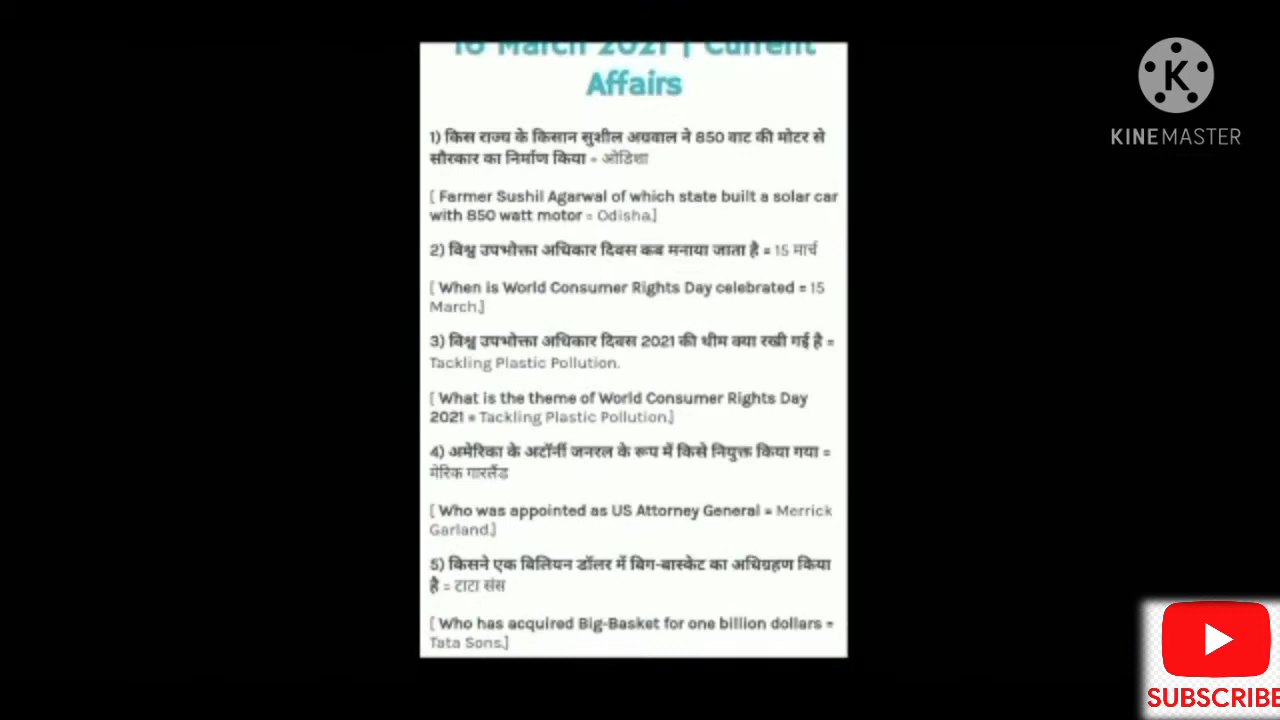 16 March 2021 | Current
Affairs
1) किस राज्य के किसान सुशील अग्रवाल ने 850 वाट की मोटर से
सौरकार का निर्माण किया = ओडिशा
[ Farmer Sushil Agarwal of which state built a solar car
with 850 watt motor = Odisha.]
2) विश्व उपभोक्ता अधिकार दिवस कब मनाया जाता है = 15 मार्च
[ When is World Consumer Rights Day celebrated = 15
March.]
3) विश्व उपभोक्ता अधिकार दिवस 2021 की थीम क्या रखी गई है =
Tackling Plastic Pollution.
[ What is the theme of World Consumer Rights Day
2021 = Tackling Plastic Pollution.]
4) अमेरिका के अटॉर्नी जनरल के रूप में किसे नियुक्त किया गया =
मेरिक गारलैंड
[ Who was appointed as US Attorney General = Merrick
Garland.]
5) किसने एक बिलियन डॉलर में बिग-बास्केट का अधिग्रहण किया
है = टाटा संस
[ Who has acquired Big-Basket for one billion dollars =
Tata Sons.]
K
KINEMASTER
SUBSCRIBE